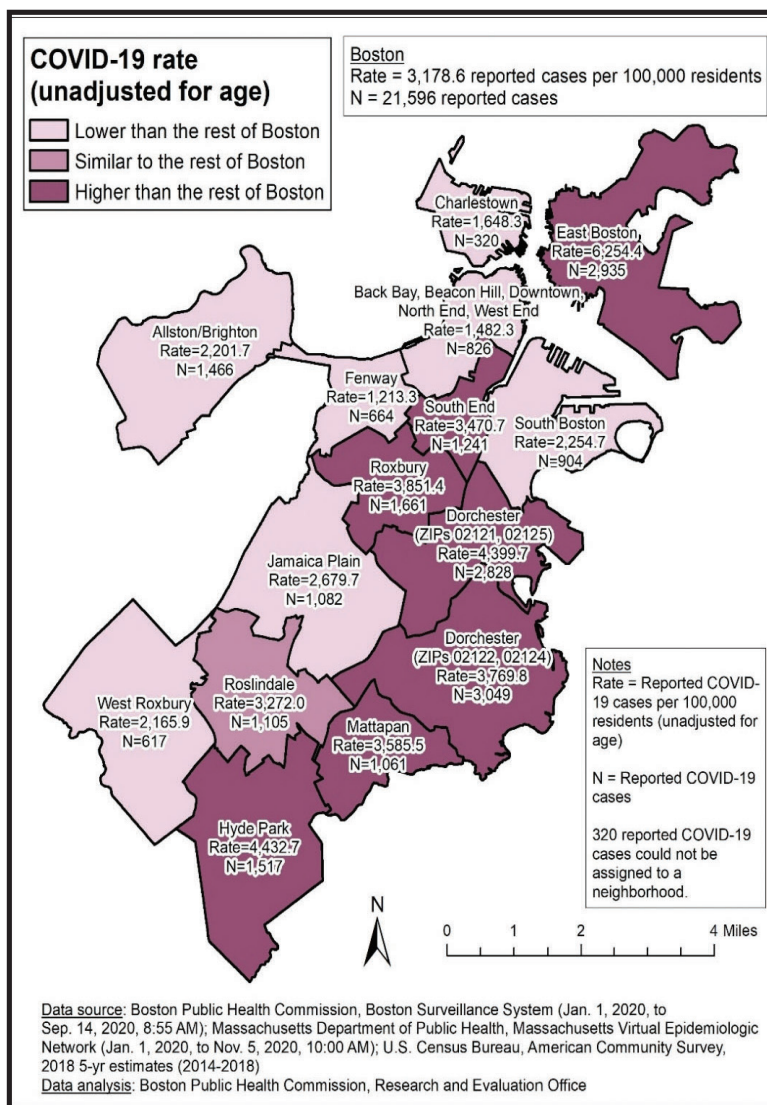 COVID-19 rate
(unadjusted for age)
Lower than the rest of Boston
Similar to the rest of Boston
Higher than the rest of Boston
Boston
Rate = 3,178.6 reported cases per 100,000 residents
N = 21,596 reported cases
Charlestown
Rate=1,648.3
N=320
East Boston
Rate=6,254.4
N=2,935
Back Bay, Beacon Hill, Downtown,
North End, West End
Rate=1,482.3
N=826
Allston/Brighton
Rate=2,201.7
N=1,466
Fenway
Rate=1,213.3
N=664
South End
Rate=3,470.7
N=1,241
South Boston
Rate=2,254.7
N=904
Roxbury
Rate=3,851.4
N=1,661
Dorchester
(ZIPs 02121, 02125)
Rate=4,399.7
N=2,828
Jamaica Plain
Rate=2,679.7
N=1,082
Dorchester
(ZIPs 02122, 02124)
Rate=3,769.8
N=3,049
West Roxbury
Rate=2,165.9
N=617
Roslindale
Rate=3,272.0
N=1,105
Mattapan
Rate=3,585.5
N=1,061
Hyde Park
Rate=4,432.7
N=1,517
Notes
Rate = Reported COVID-
19 cases per 100,000
residents (unadjusted for
age)
N = Reported COVID-19
cases
320 reported COVID-19
cases could not be
assigned to a
neighborhood.
N
0 1 2 4 Miles
Data source: Boston Public Health Commission, Boston Surveillance System (Jan. 1, 2020, to
Sep. 14, 2020, 8:55 AM); Massachusetts Department of Public Health, Massachusetts Virtual Epidemiologic
Network (Jan. 1, 2020, to Nov. 5, 2020, 10:00 AM); U.S. Census Bureau, American Community Survey,
2018 5-yr estimates (2014-2018)
Data analysis: Boston Public Health Commission, Research and Evaluation Office